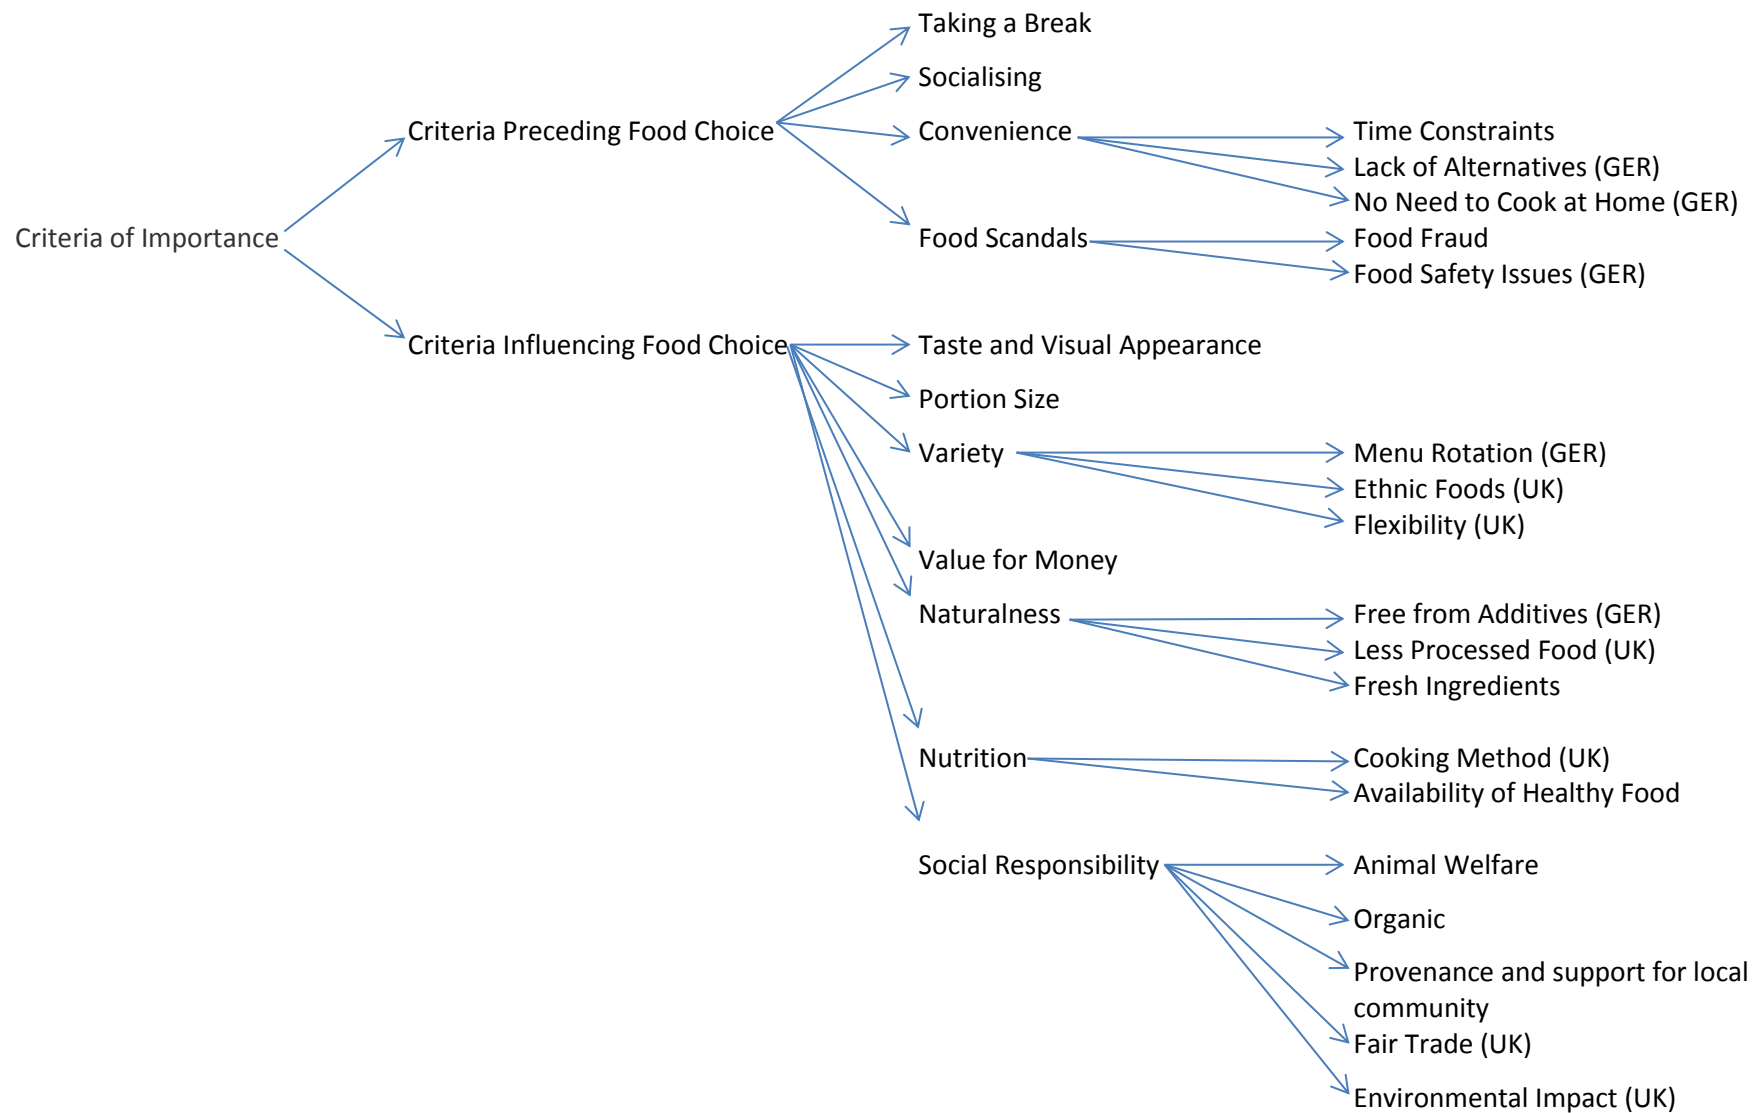 Taking a Break
Socialising
Criteria Preceding Food Choice
Convenience
Time Constraints
Lack of Alternatives (GER)
No Need to Cook at Home (GER)
Criteria of Importance
Food Scandals
Food Fraud
Food Safety Issues (GER)
Criteria Influencing Food Choice
Taste and Visual Appearance
Portion Size
Variety
Menu Rotation (GER)
Ethnic Foods (UK)
Flexibility (UK)
Value for Money
Naturalness
Free from Additives (GER)
Less Processed Food (UK)
Fresh Ingredients
Nutrition
Cooking Method (UK)
Availability of Healthy Food
Social Responsibility
Animal Welfare
Organic
Provenance and support for local
community
Fair Trade (UK)
Environmental Impact (UK)